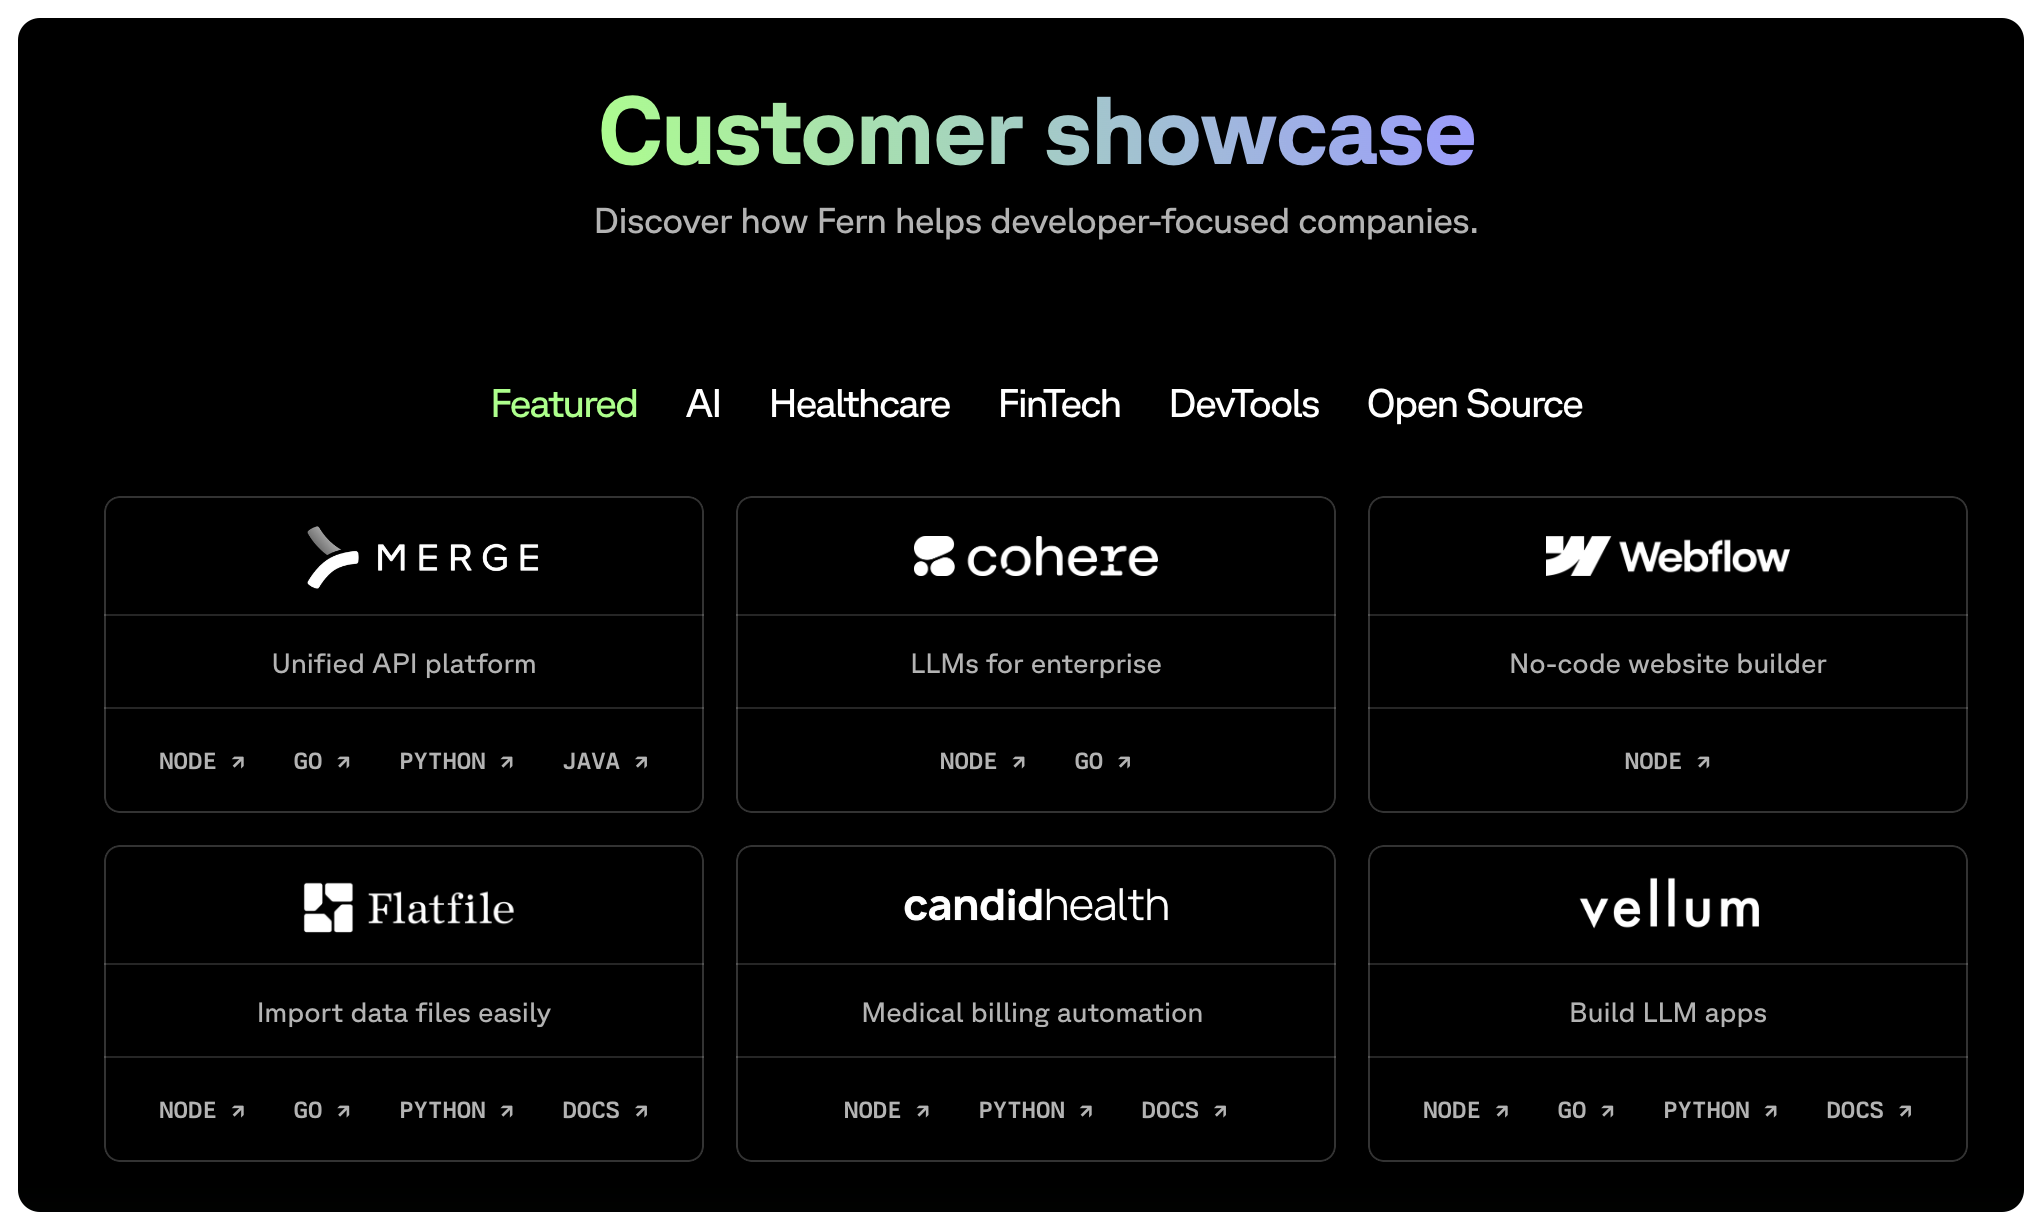 Customer showcase
Discover how Fern helps developer-focused companies.
Featured AI Healthcare FinTech DevTools Open Source
MERGE
Unified API platform
NODE ↗ GO ↗ PYTHON ↗ JAVA ↗
cohere
LLMs for enterprise
NODE ↗ GO ↗
Webflow
No-code website builder
NODE ↗
Flatfile
Import data files easily
NODE ↗ GO ↗ PYTHON ↗ DOCS ↗
candidhealth
Medical billing automation
NODE ↗ PYTHON ↗ DOCS ↗
vellum
Build LLM apps
NODE ↗ GO ↗ PYTHON ↗ DOCS ↗